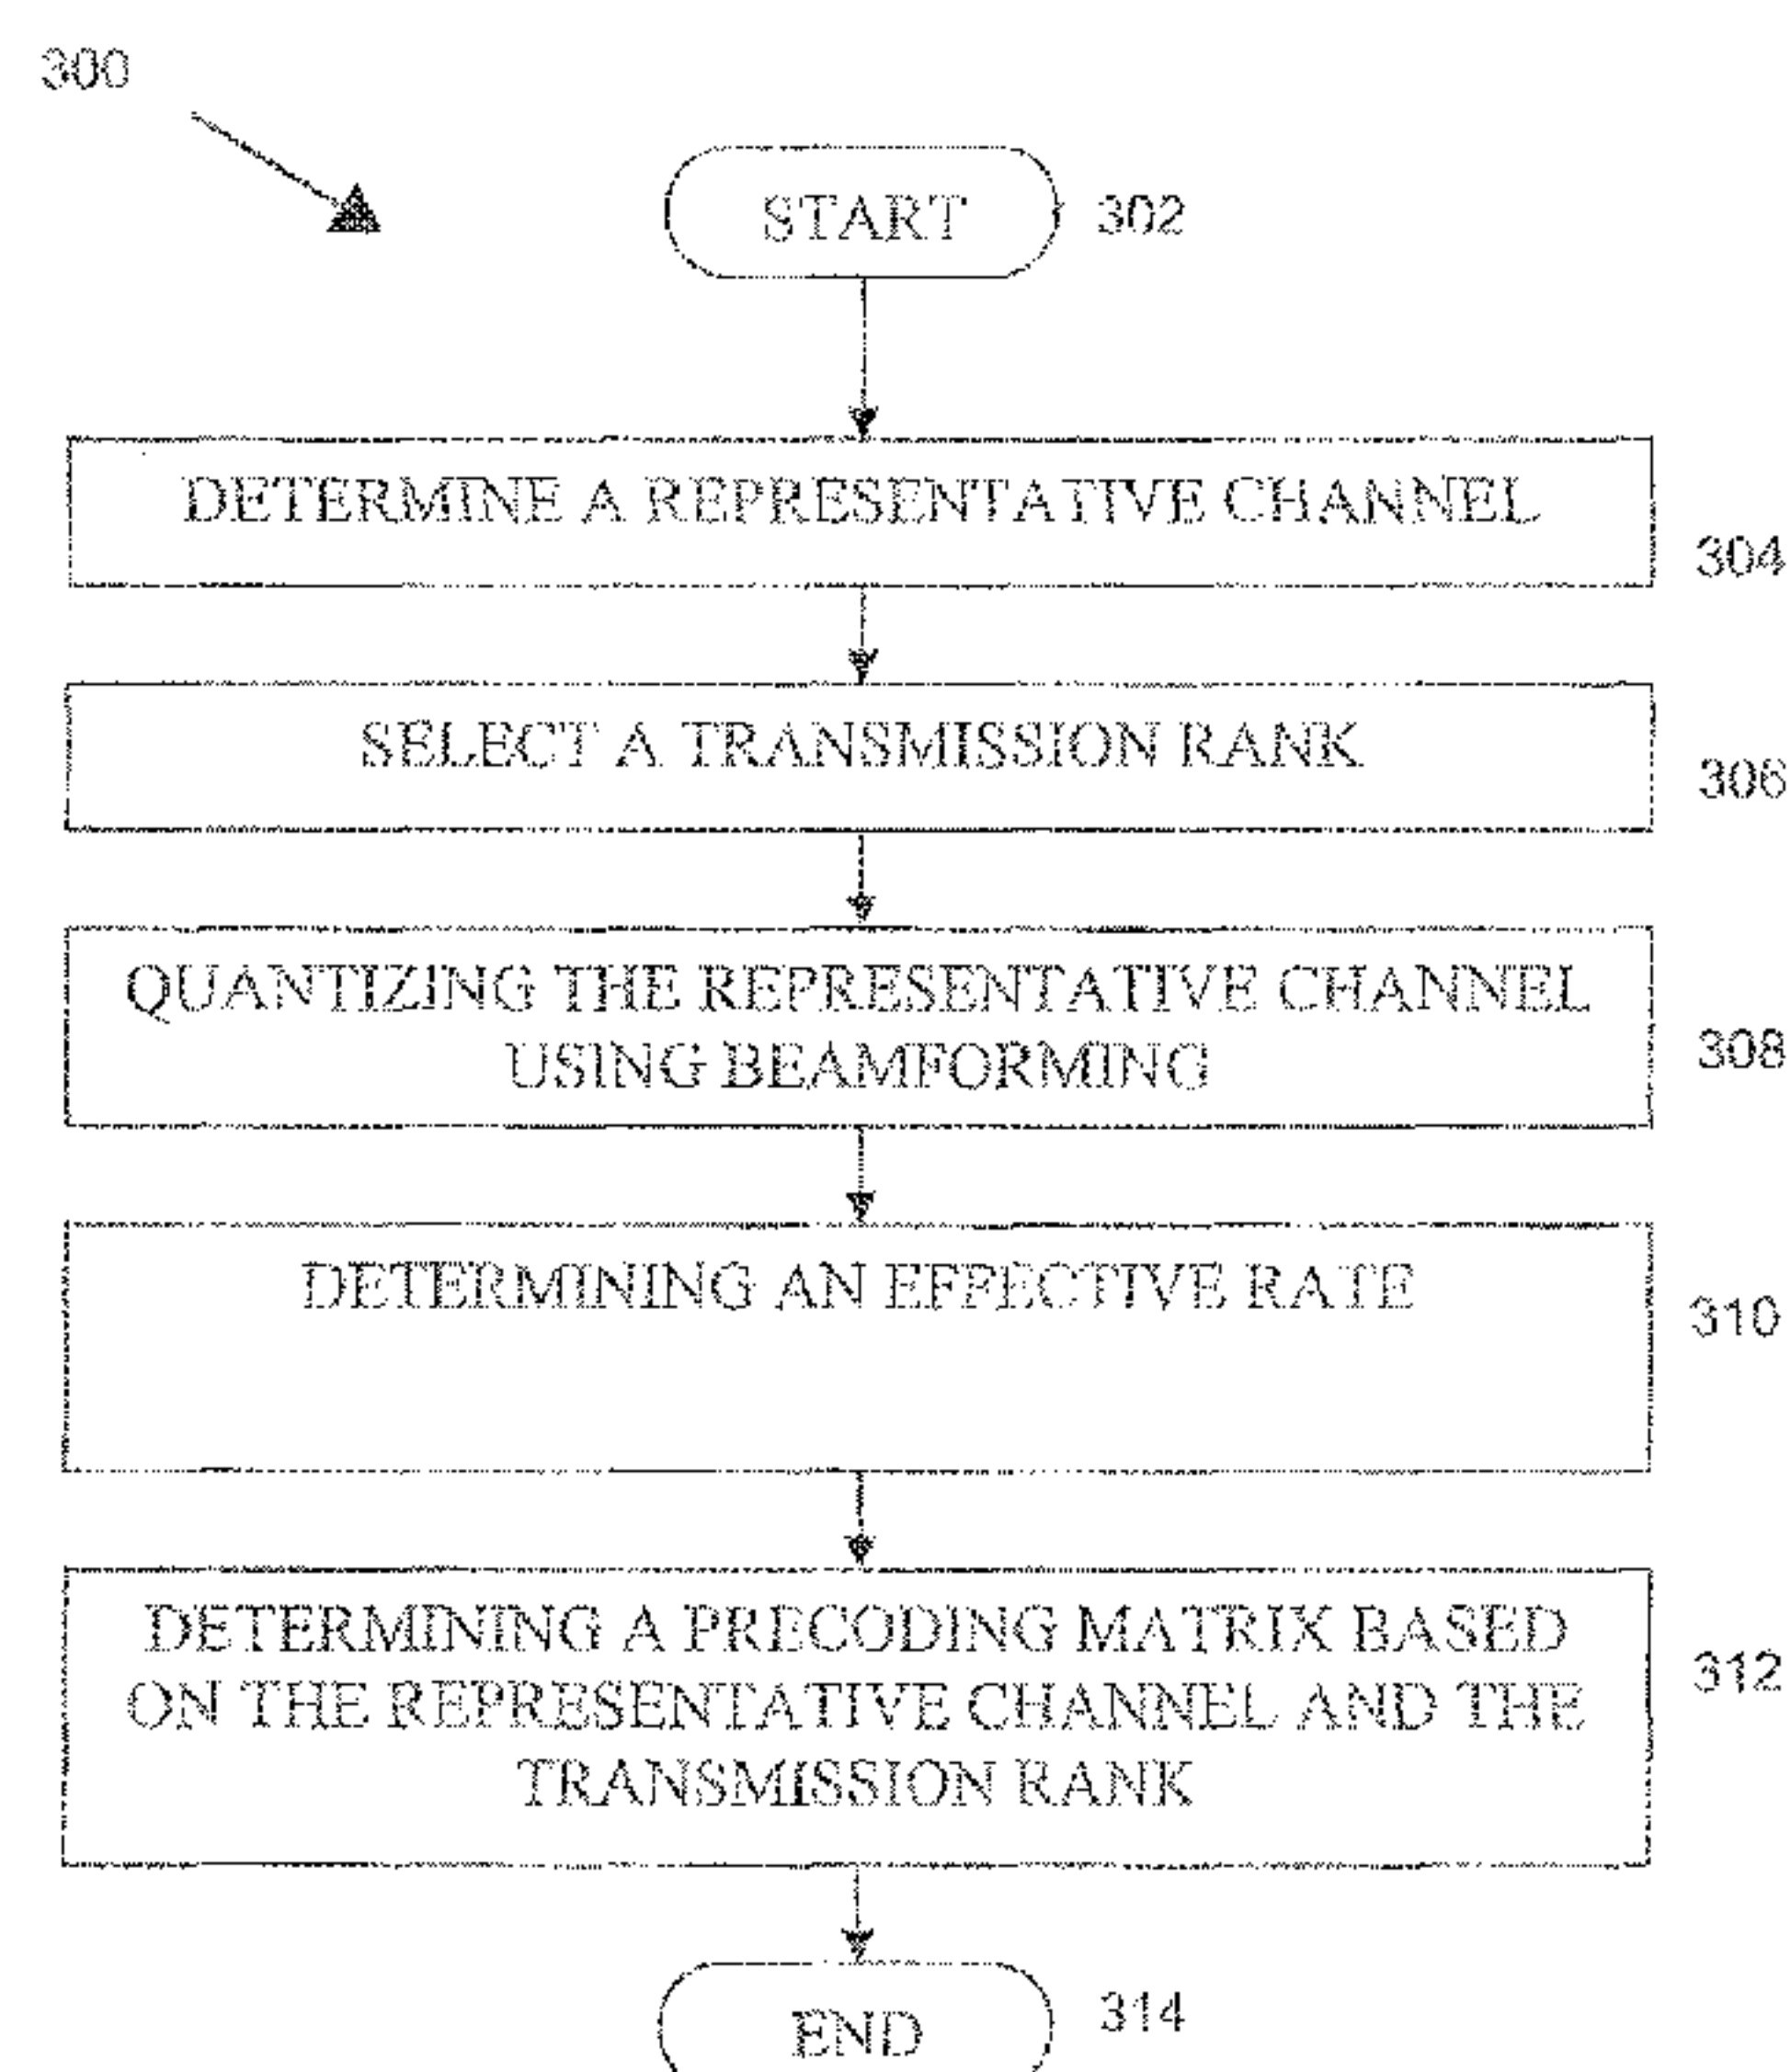 300
START 302
DETERMINE A REPRESENTATIVE CHANNEL
304
SELECT A TRANSMISSION RANK
306
QUANTIZING THE REPRESENTATIVE CHANNEL
USING BEAMFORMING
308
DETERMINING AN EFFECTIVE RATE
310
DETERMINING A PRECODING MATRIX BASED
ON THE REPRESENTATIVE CHANNEL AND THE
TRANSMISSION RANK
312
END 314